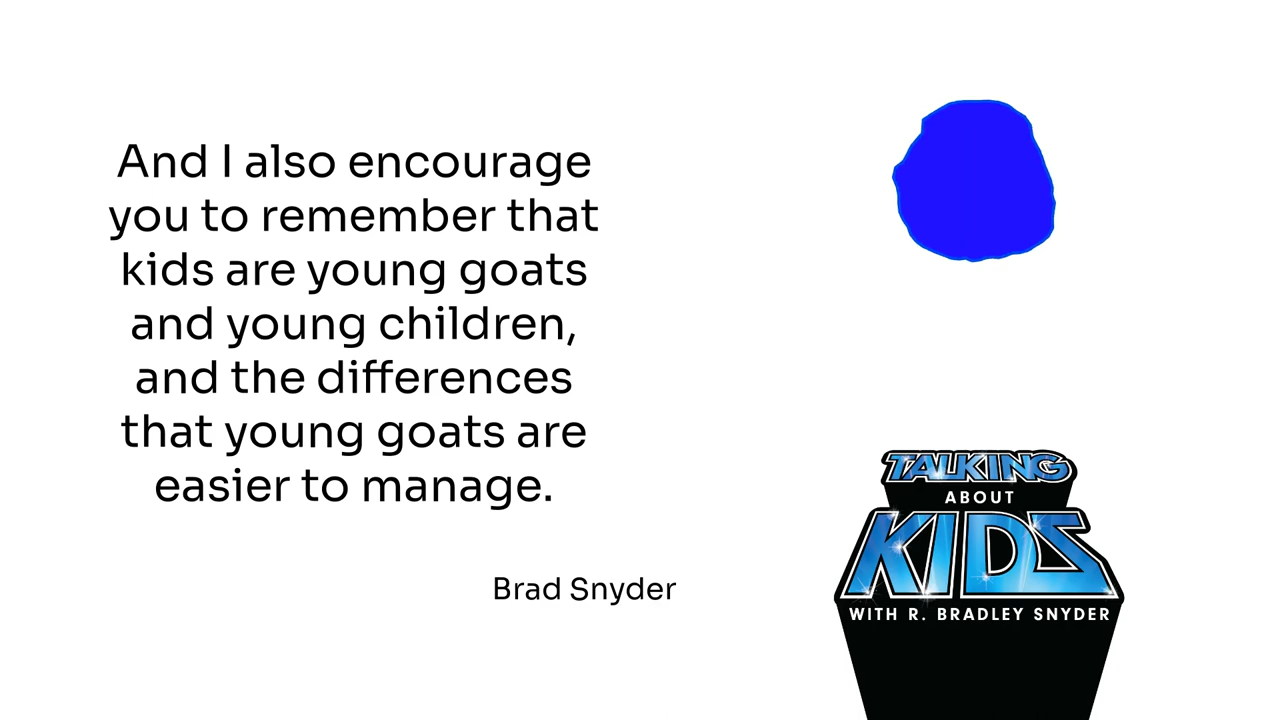 And I also encourage
you to remember that
kids are young goats
and young children,
and the differences
that young goats are
easier to manage.
Brad Snyder
TALKING
ABOUT
KIDS
WITH R. BRADLEY SNYDER